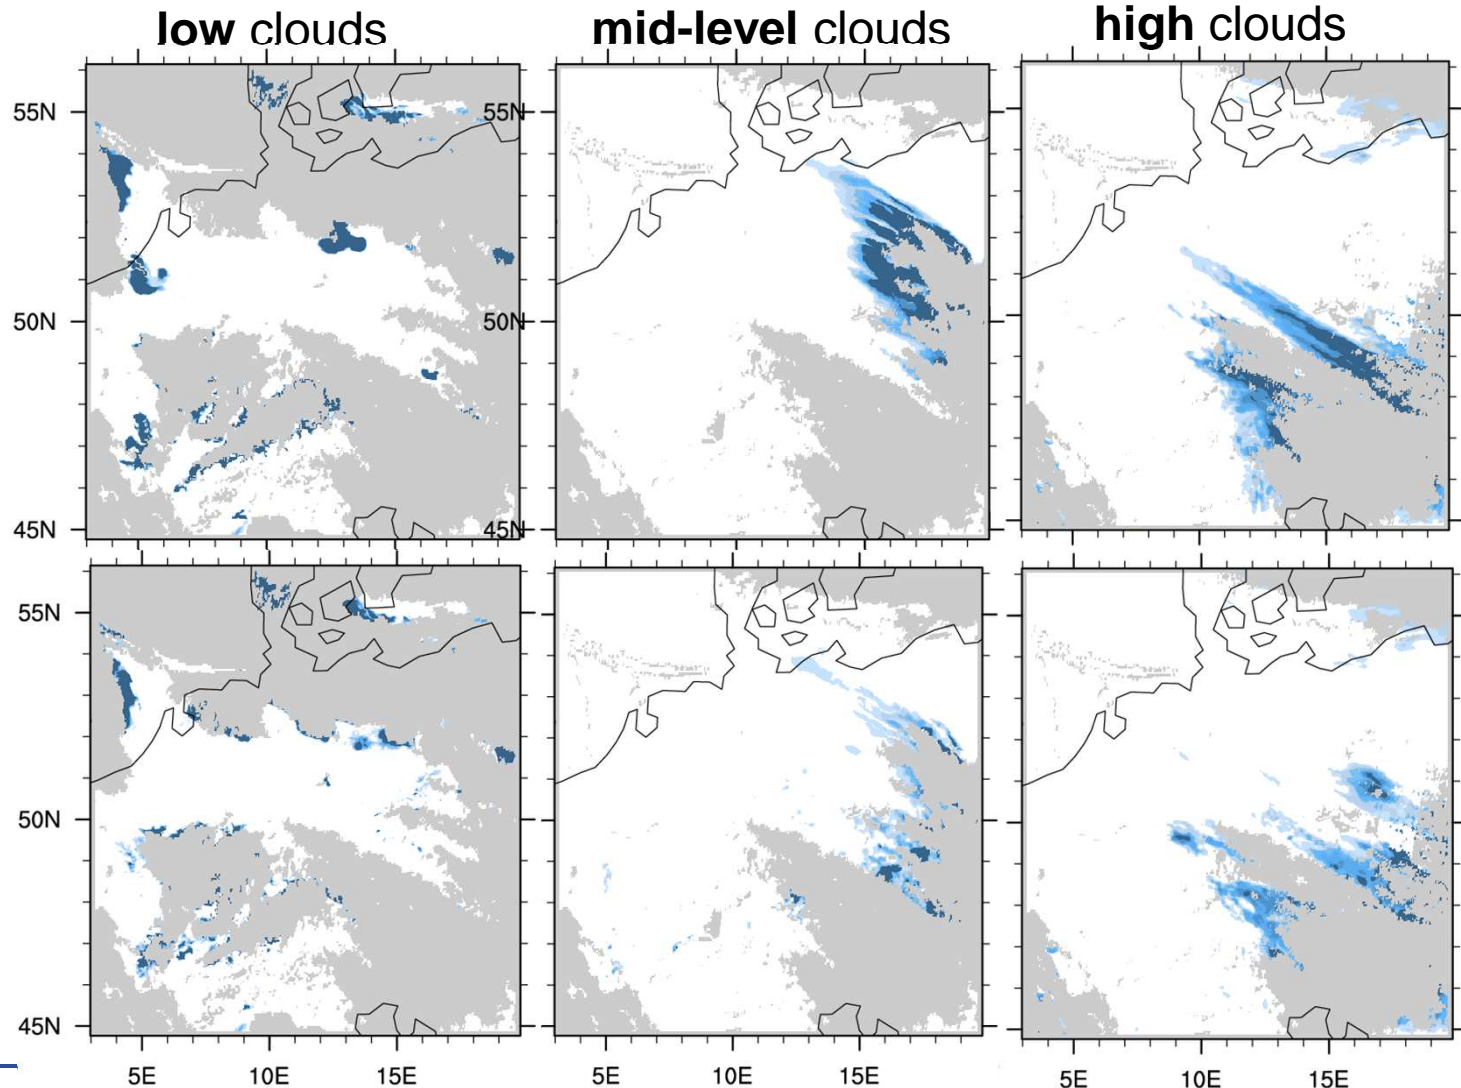 low clouds mid-level clouds high clouds
55N 55N
50N 50N
45N 45N
55N
50N
45N
5E 10E 15E 5E 10E 15E 5E 10E 15E